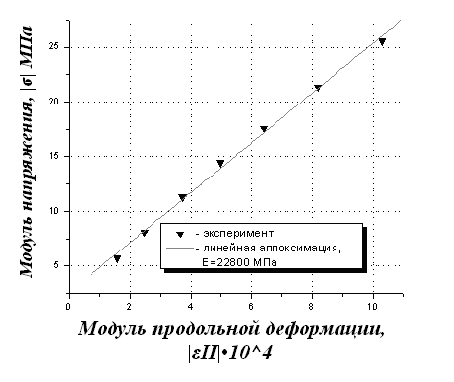 Модуль напряжения, |σ| МПа
25
20
15
10
5
0
2
4
6
8
10
- эксперимент
- линейная аппоксимация,
E=22800 МПа
Модуль продольной деформации,
|εII|•10^4